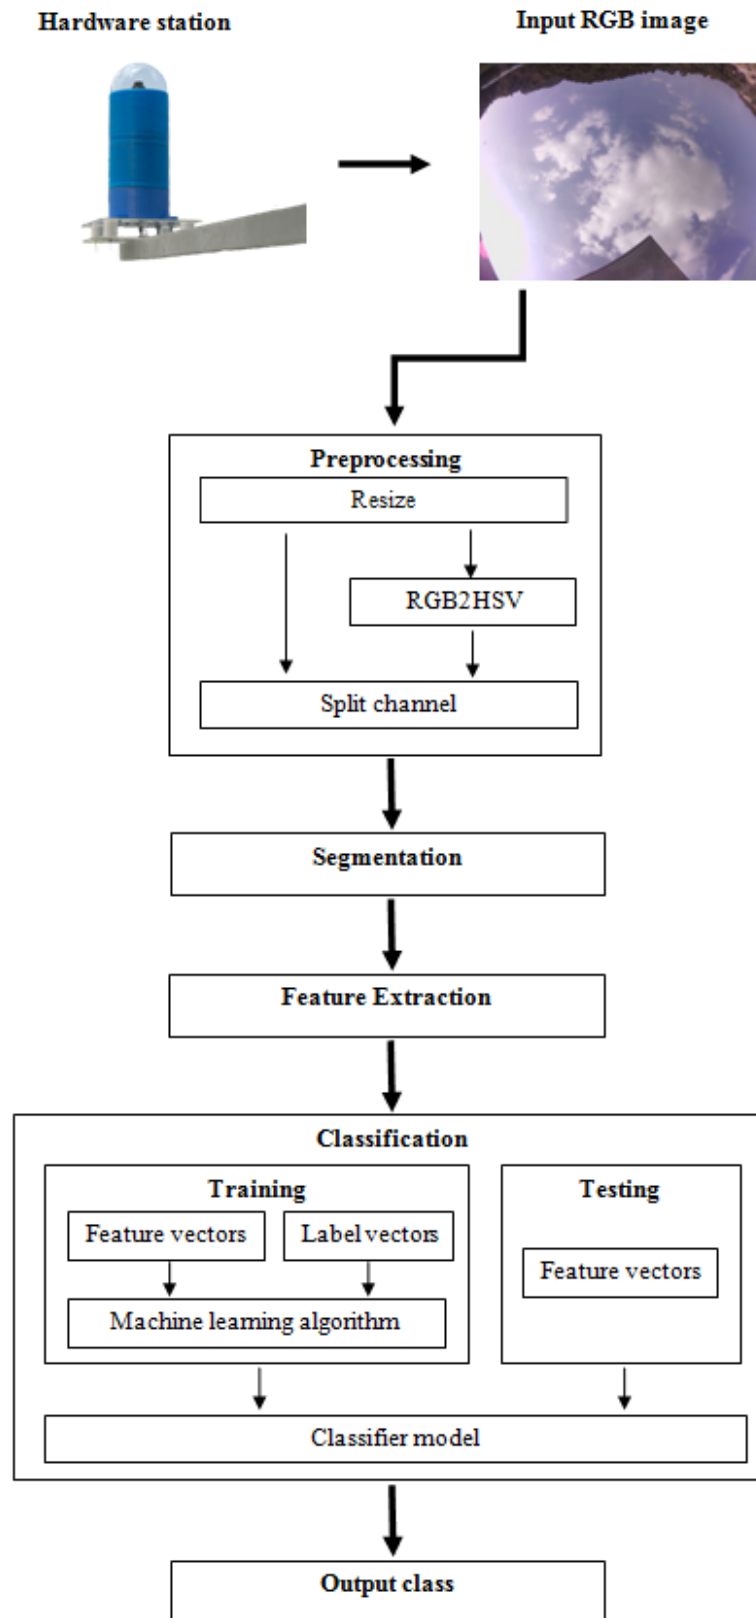 Hardware station
Input RGB image
Preprocessing
Resize
RGB2HSV
Split channel
Segmentation
Feature Extraction
Classification
Training
Testing
Feature vectors
Label vectors
Feature vectors
Machine learning algorithm
Classifier model
Output class